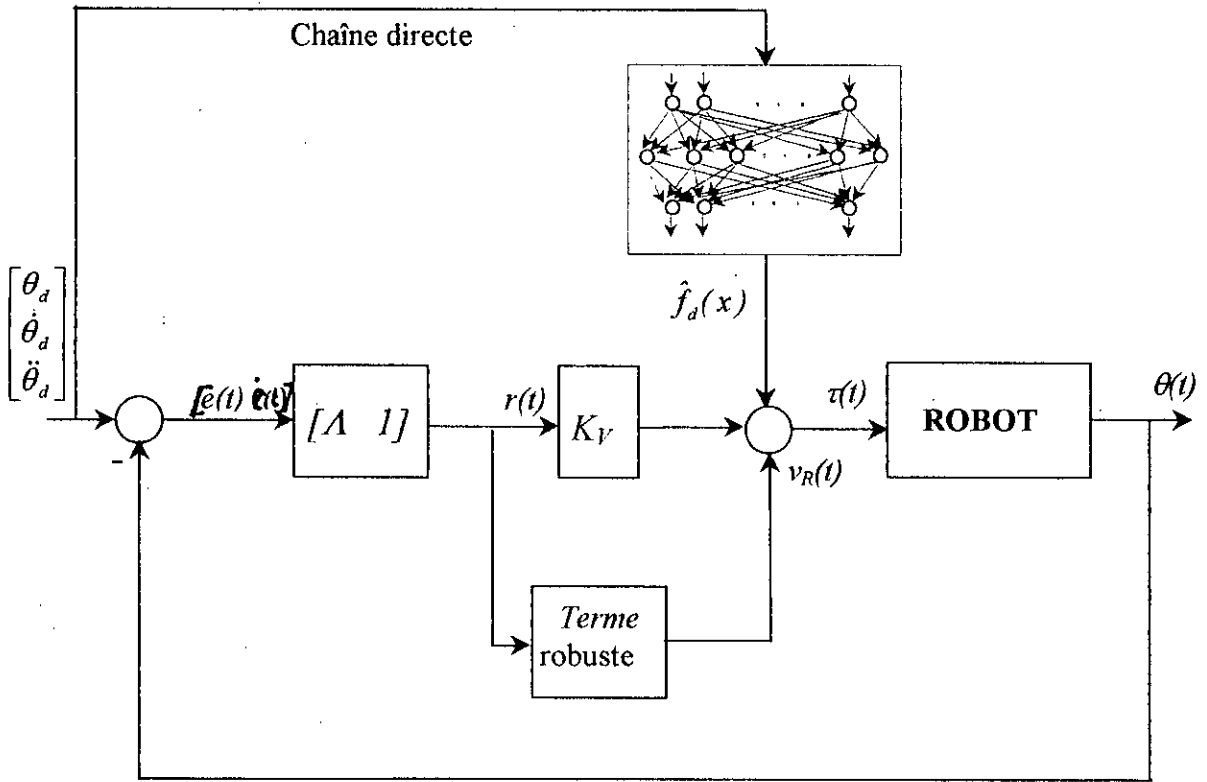 Chaîne directe
θ_d
θ̇_d
θ̈_d
f̂_d(x)
[e(t) ė(t)]
[Λ 1]
r(t)
K_V
τ(t)
ROBOT
θ(t)
-
v_R(t)
Terme
robuste